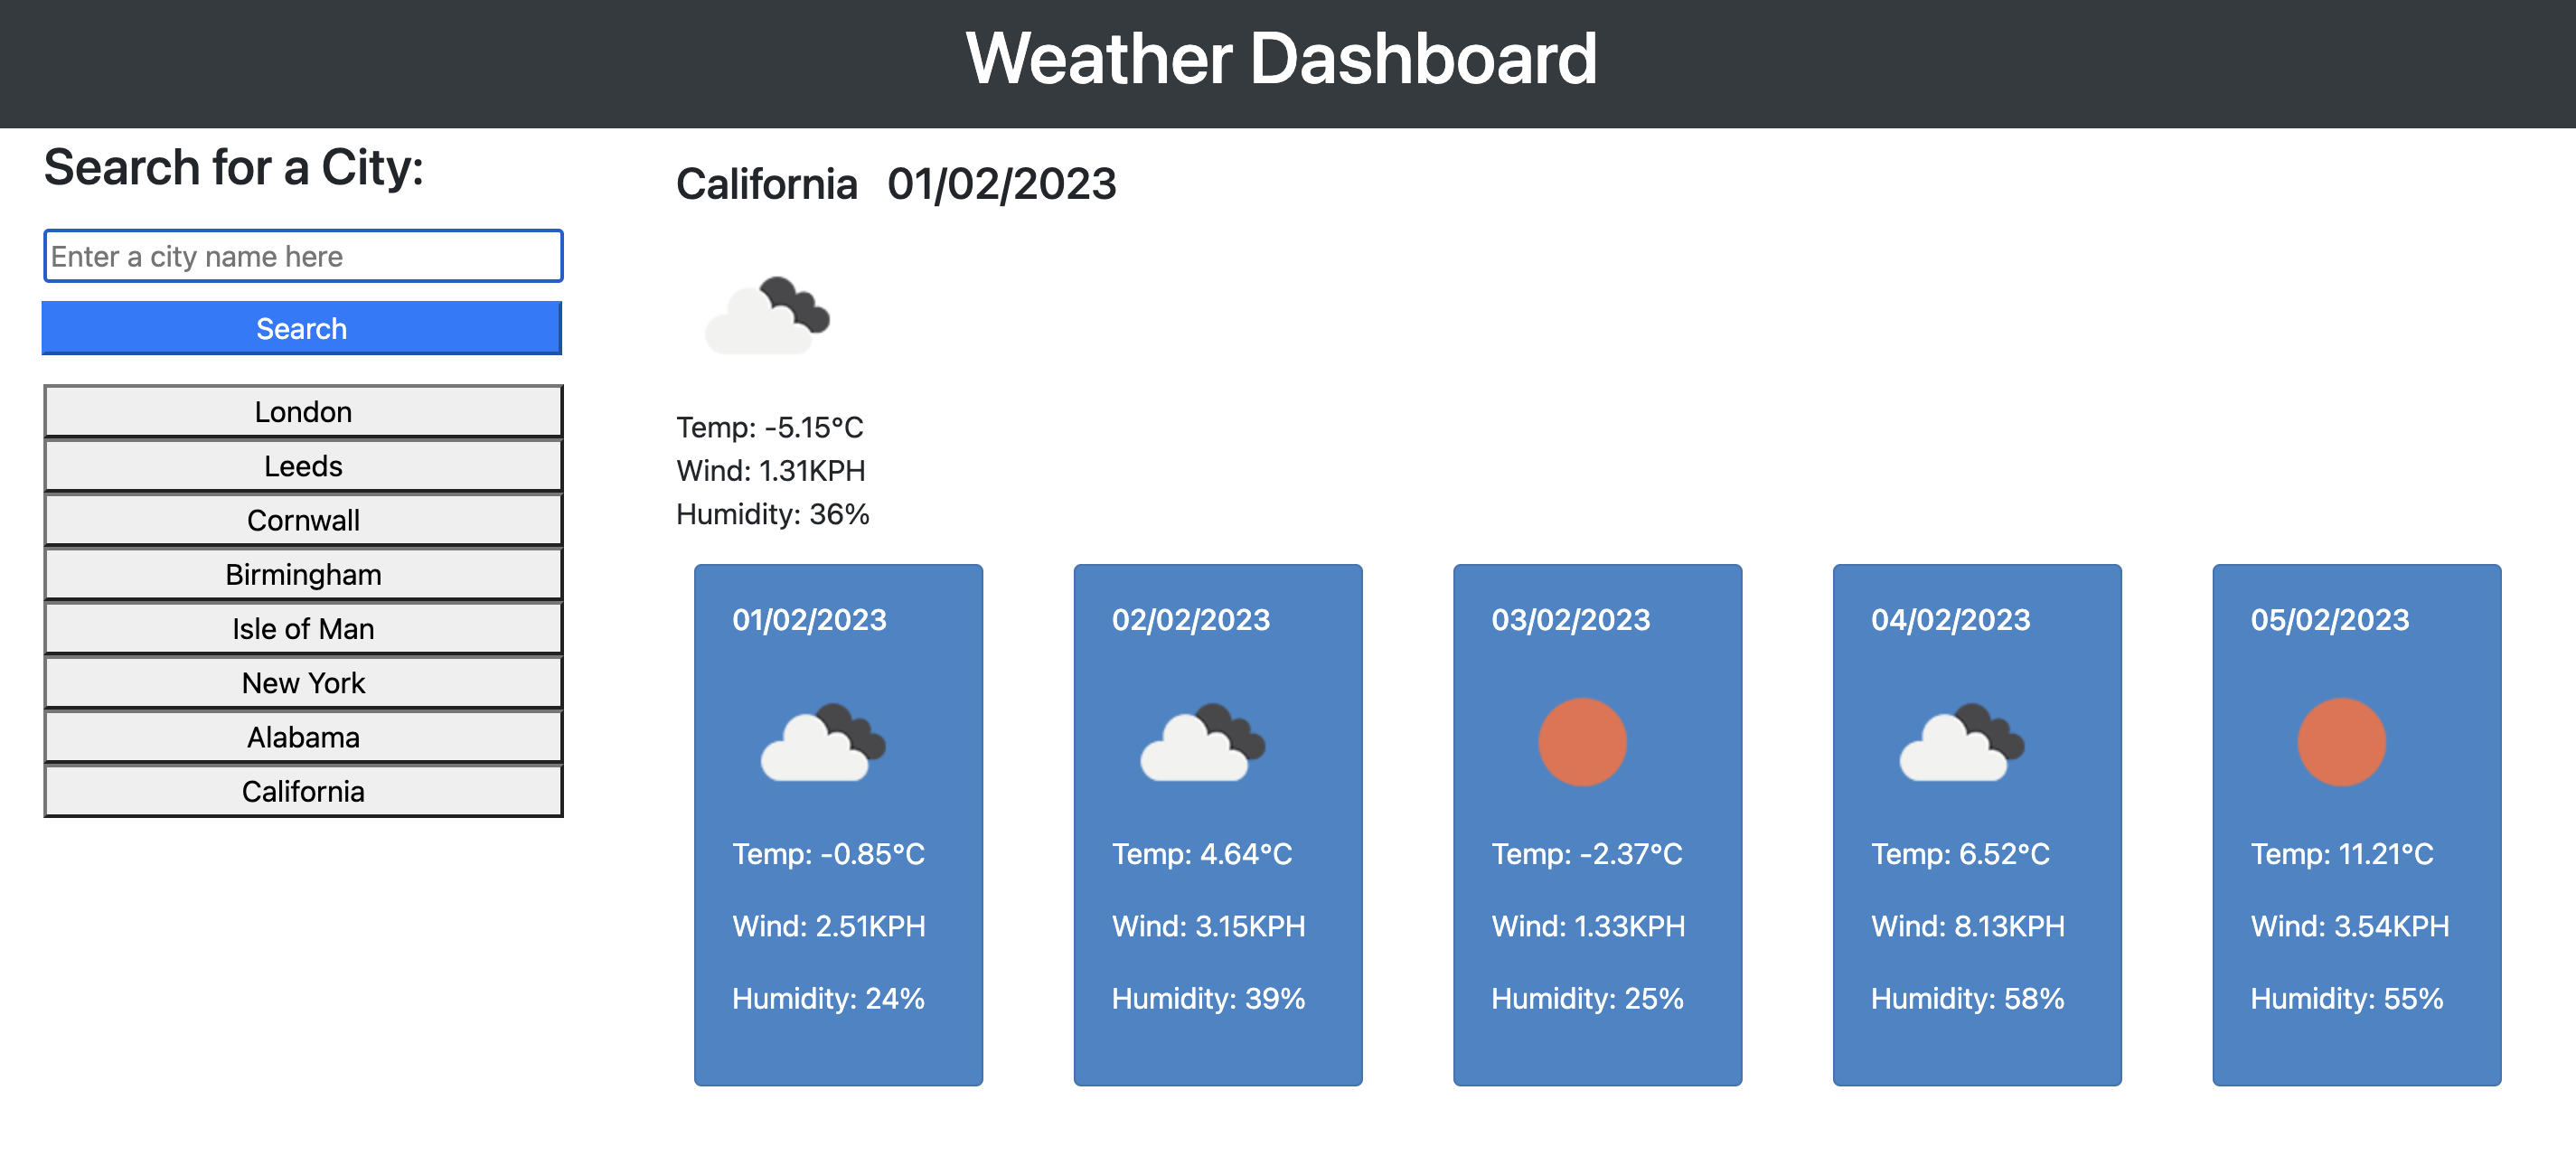 Weather Dashboard
Search for a City:
Enter a city name here
Search
London
Leeds
Cornwall
Birmingham
Isle of Man
New York
Alabama
California
California 01/02/2023
Temp: -5.15°C
Wind: 1.31KPH
Humidity: 36%
01/02/2023
Temp: -0.85°C
Wind: 2.51KPH
Humidity: 24%
02/02/2023
Temp: 4.64°C
Wind: 3.15KPH
Humidity: 39%
03/02/2023
Temp: -2.37°C
Wind: 1.33KPH
Humidity: 25%
04/02/2023
Temp: 6.52°C
Wind: 8.13KPH
Humidity: 58%
05/02/2023
Temp: 11.21°C
Wind: 3.54KPH
Humidity: 55%